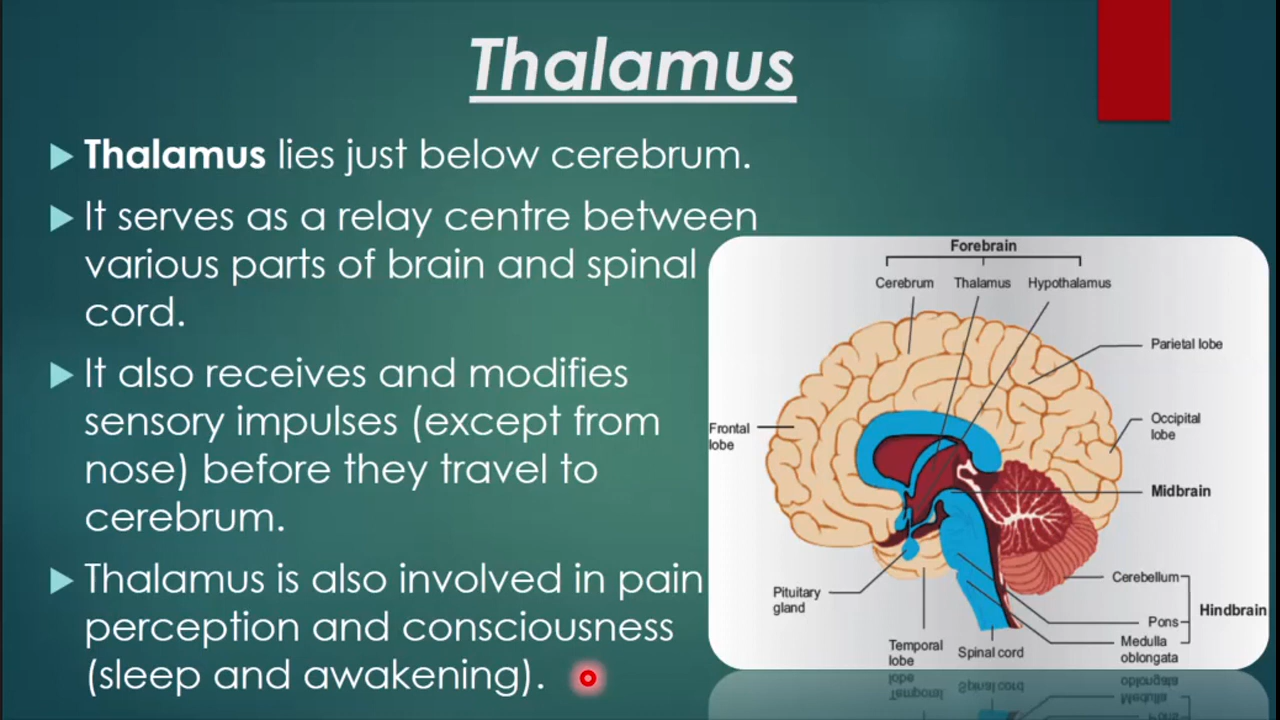 Thalamus
Thalamus lies just below cerebrum.
It serves as a relay centre between
various parts of brain and spinal
cord.
It also receives and modifies
sensory impulses (except from
nose) before they travel to
cerebrum.
Thalamus is also involved in pain
perception and consciousness
(sleep and awakening).
Forebrain
Cerebrum Thalamus Hypothalamus
Parietal lobe
Frontal
lobe
Occipital
lobe
Midbrain
Pituitary
gland
Cerebellum
Hindbrain
Pons
Medulla
oblongata
Temporal
lobe
Spinal cord